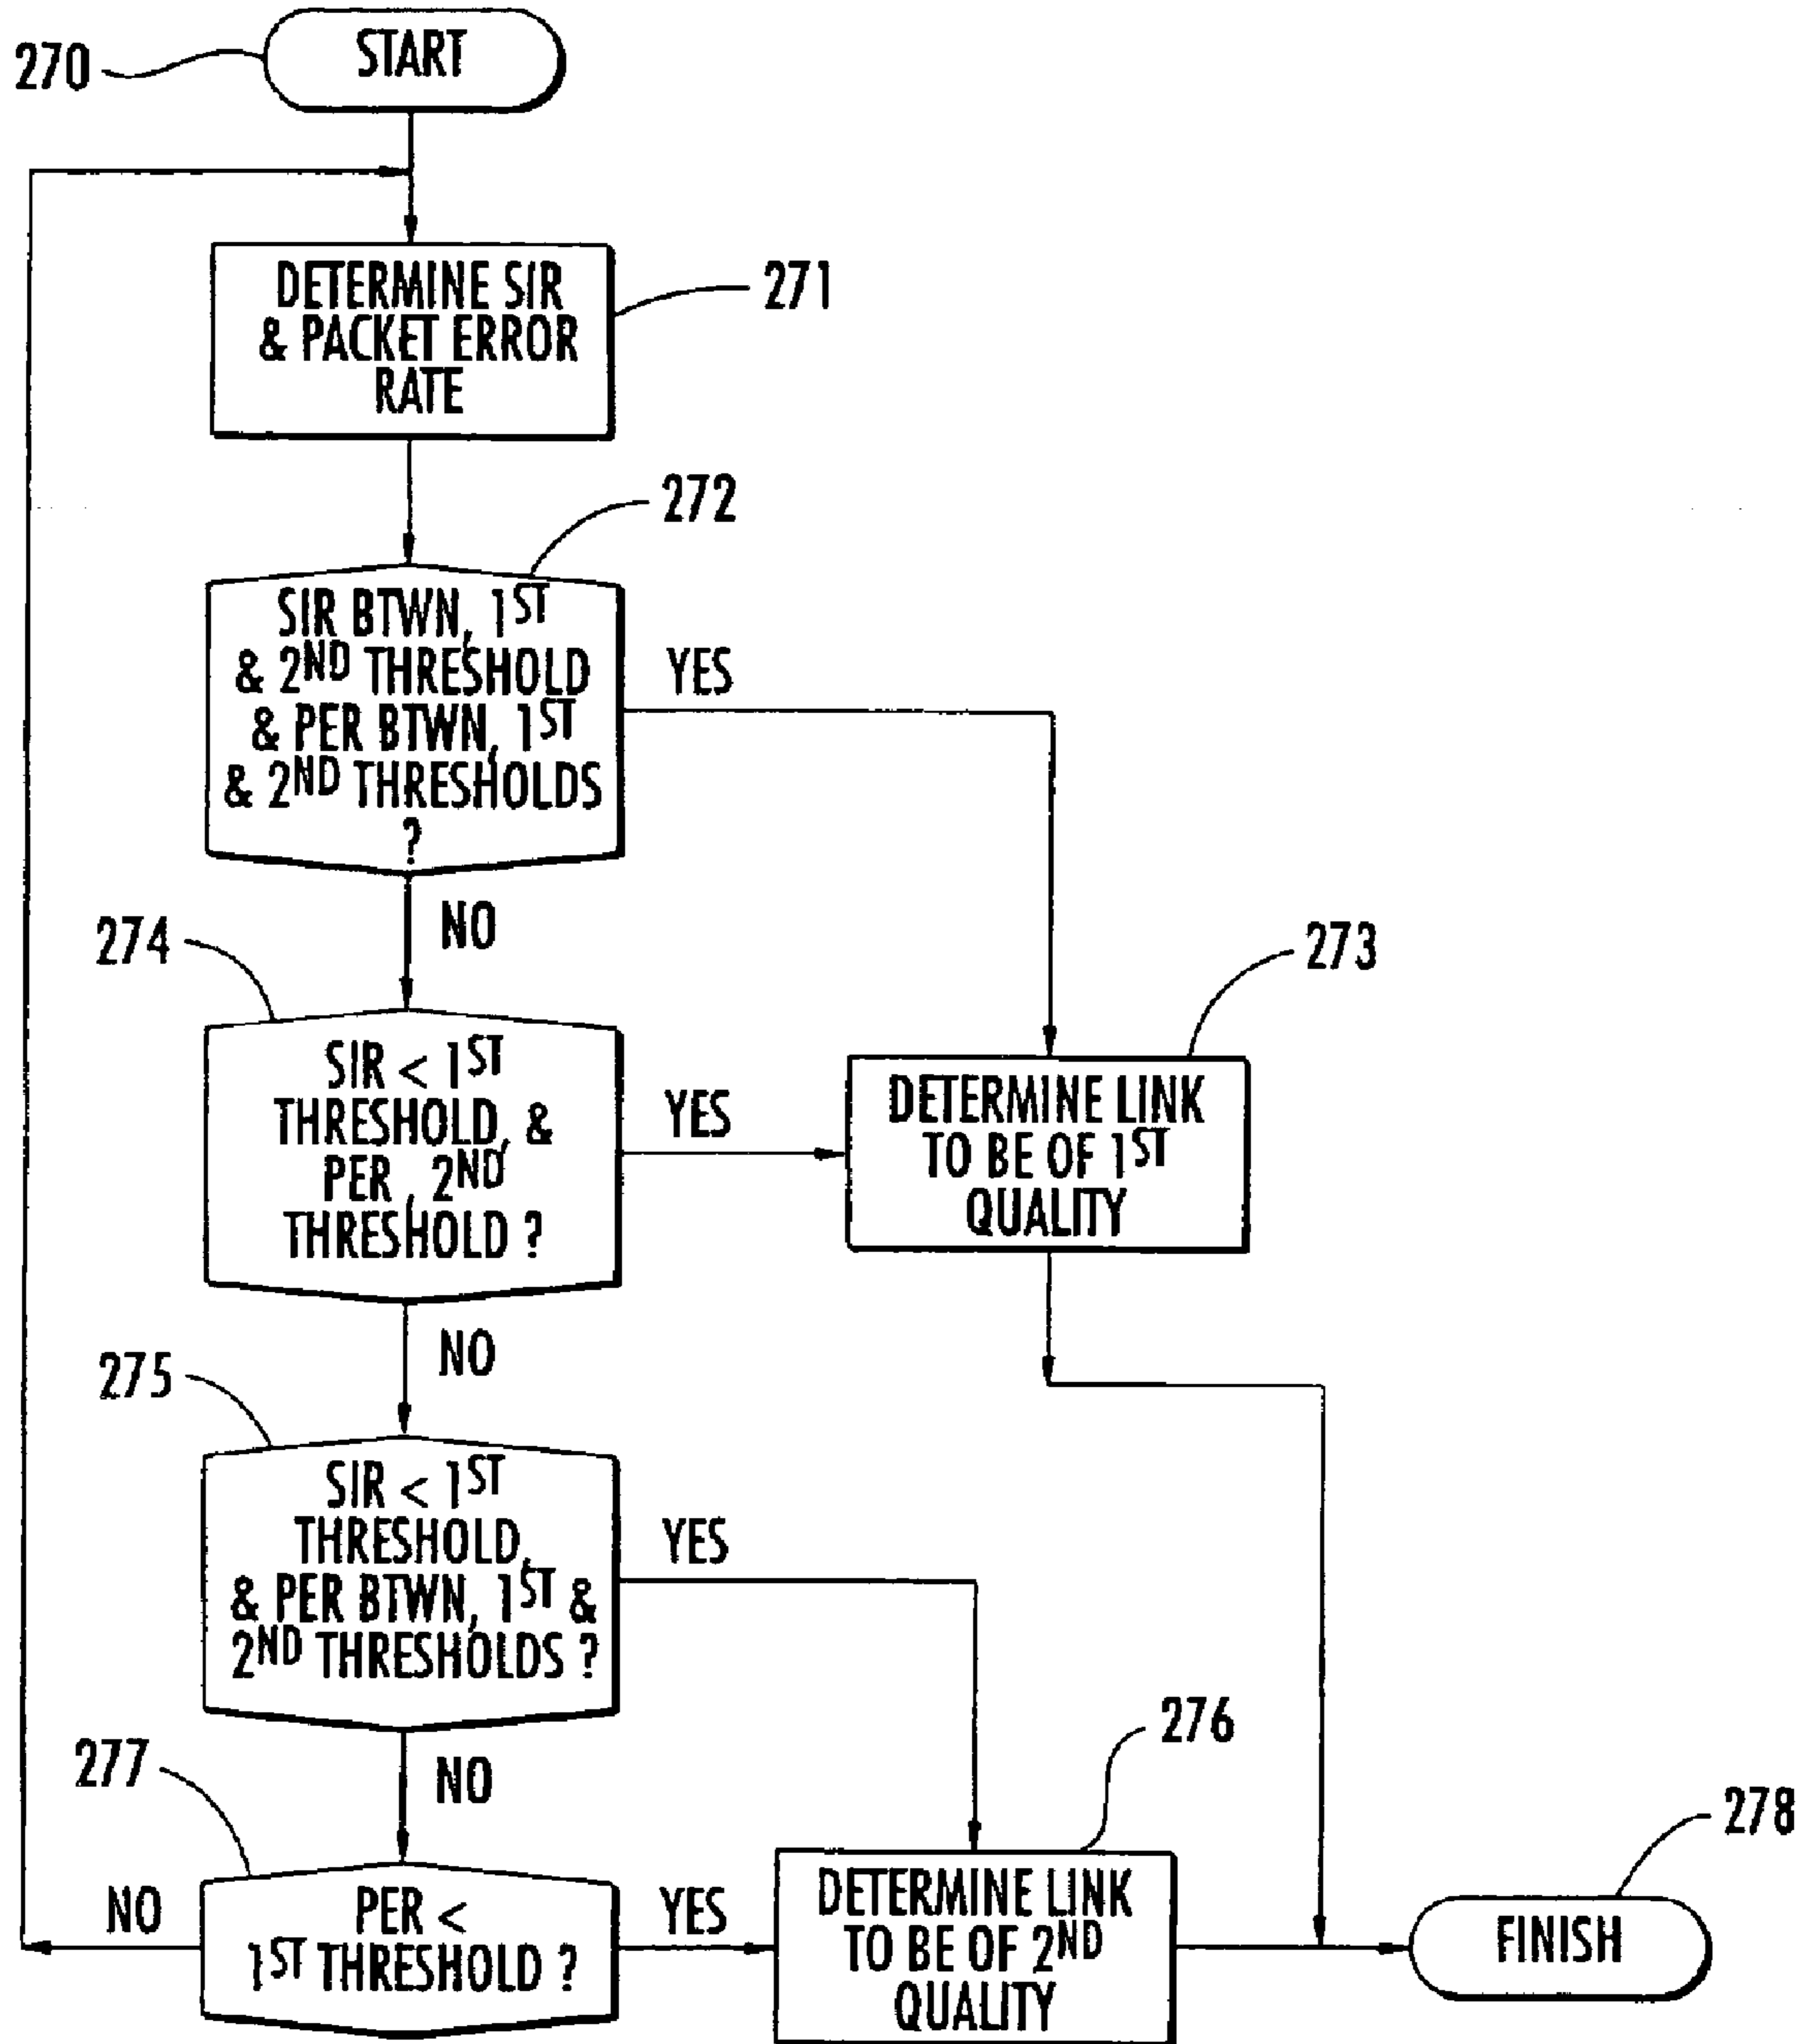 270
START
DETERMINE SIR
& PACKET ERROR
RATE
271
272
SIR BTWN, 1ST
& 2ND THRESHOLD
& PER BTWN, 1ST
& 2ND THRESHOLDS
?
YES
NO
274
SIR < 1ST
THRESHOLD, &
PER , 2ND
THRESHOLD ?
YES
273
DETERMINE LINK
TO BE OF 1ST
QUALITY
NO
275
SIR < 1ST
THRESHOLD,
& PER BTWN, 1ST &
2ND THRESHOLDS ?
YES
NO
277
PER <
1ST THRESHOLD ?
NO
YES
276
DETERMINE LINK
TO BE OF 2ND
QUALITY
278
FINISH